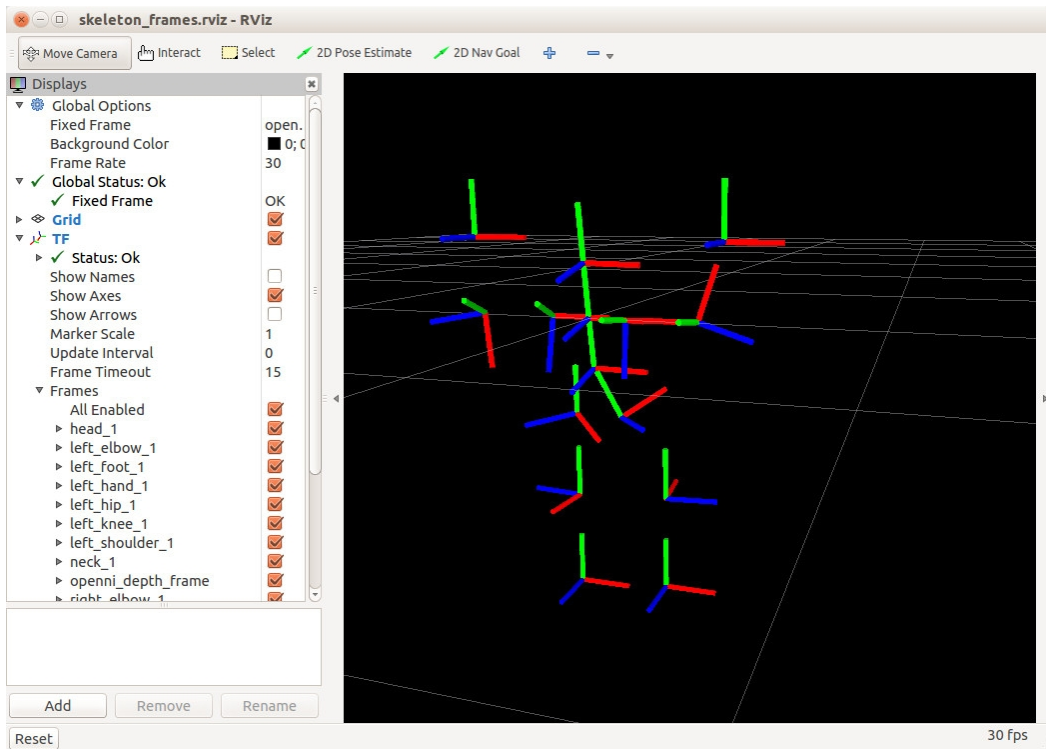 skeleton_frames.rviz - RViz
Move Camera Interact Select 2D Pose Estimate 2D Nav Goal
Displays
Global Options
Fixed Frame open.
Background Color 0; 0
Frame Rate 30
Global Status: Ok
Fixed Frame OK
Grid
TF
Status: Ok
Show Names
Show Axes
Show Arrows
Marker Scale 1
Update Interval 0
Frame Timeout 15
Frames
All Enabled
head_1
left_elbow_1
left_foot_1
left_hand_1
left_hip_1
left_knee_1
left_shoulder_1
neck_1
openni_depth_frame
right_elbow_1
Add Remove Rename
Reset 30 fps